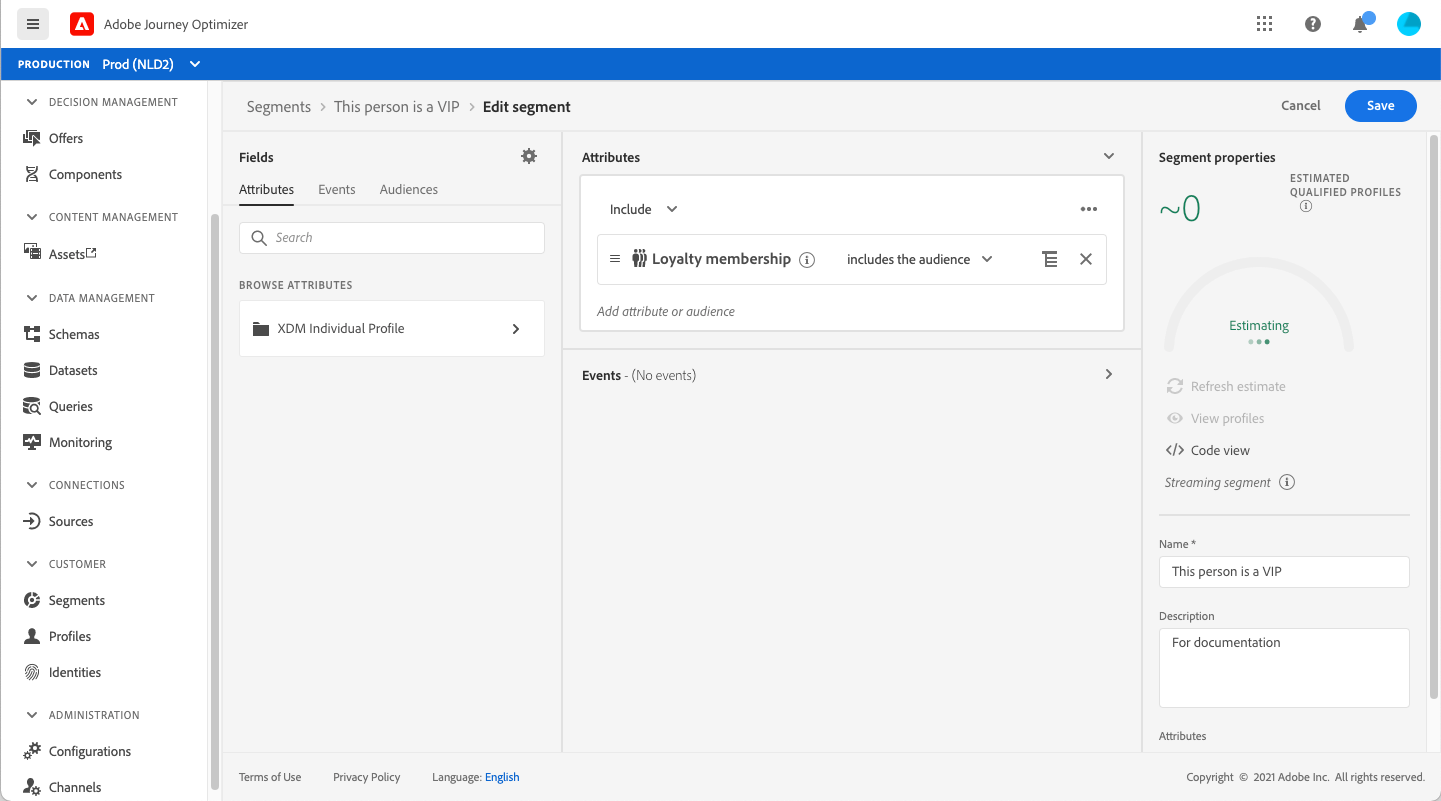 Adobe Journey Optimizer
PRODUCTION Prod (NLD2)
DECISION MANAGEMENT
Offers
Components
CONTENT MANAGEMENT
Assets
DATA MANAGEMENT
Schemas
Datasets
Queries
Monitoring
CONNECTIONS
Sources
CUSTOMER
Segments
Profiles
Identities
ADMINISTRATION
Configurations
Channels
Segments > This person is a VIP > Edit segment
Cancel
Save
Fields
Attributes Events Audiences
Search
BROWSE ATTRIBUTES
XDM Individual Profile
Attributes
Include
Loyalty membership includes the audience
Add attribute or audience
Events - (No events)
Segment properties
~0
ESTIMATED
QUALIFIED PROFILES
Estimating
Refresh estimate
View profiles
</> Code view
Streaming segment
Name *
This person is a VIP
Description
For documentation
Attributes
Terms of Use Privacy Policy Language: English
Copyright © 2021 Adobe Inc. All rights reserved.